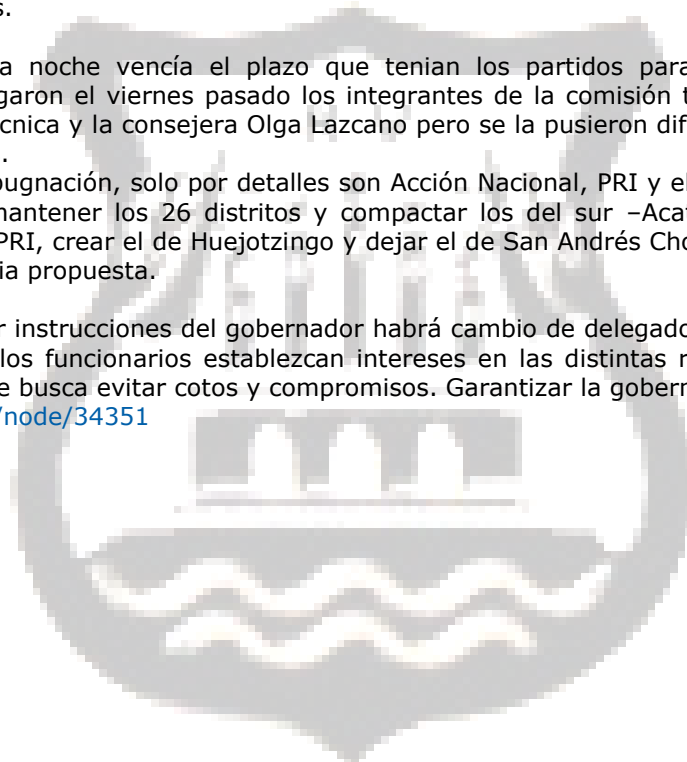 s.
a noche vencía el plazo que tenian los partidos para
garon el viernes pasado los integrantes de la comisión t
cnica y la consejera Olga Lazcano pero se la pusieron dif
.
pugnación, solo por detalles son Acción Nacional, PRI y el
mantener los 26 distritos y compactar los del sur –Acat
PRI, crear el de Huejotzingo y dejar el de San Andrés Cho
ia propuesta.
r instrucciones del gobernador habrá cambio de delegado
los funcionarios establezcan intereses en las distintas r
e busca evitar cotos y compromisos. Garantizar la gobern
/node/34351